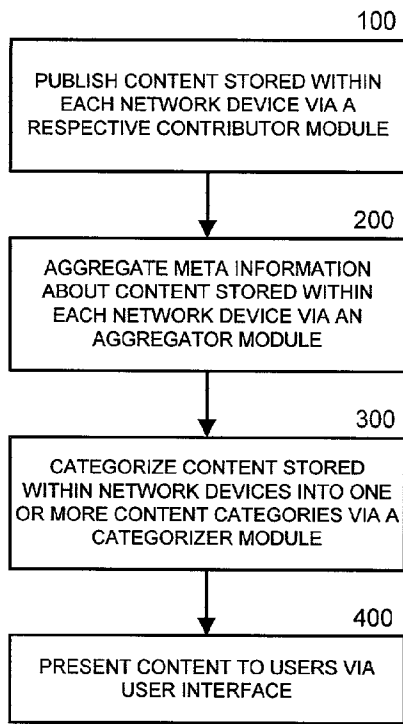 100
PUBLISH CONTENT STORED WITHIN
EACH NETWORK DEVICE VIA A
RESPECTIVE CONTRIBUTOR MODULE
200
AGGREGATE META INFORMATION
ABOUT CONTENT STORED WITHIN
EACH NETWORK DEVICE VIA AN
AGGREGATOR MODULE
300
CATEGORIZE CONTENT STORED
WITHIN NETWORK DEVICES INTO ONE
OR MORE CONTENT CATEGORIES VIA A
CATEGORIZER MODULE
400
PRESENT CONTENT TO USERS VIA
USER INTERFACE